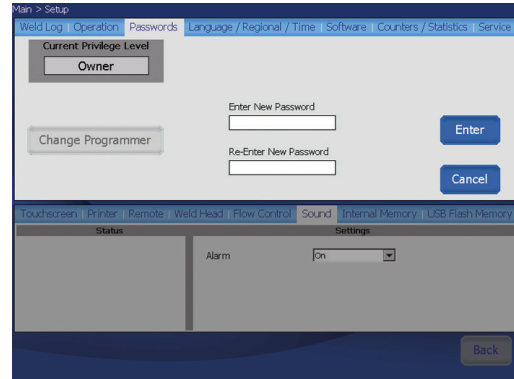 Main > Setup
Weld Log | Operation | Passwords | Language / Regional / Time | Software | Counters / Statistics | Service
Current Privilege Level
Owner
Enter New Password
Enter
Change Programmer
Re-Enter New Password
Cancel
Touchscreen | Printer | Remote | Weld Head | Flow Control | Sound | Internal Memory | USB Flash Memory
Status
Settings
Alarm
On
Back